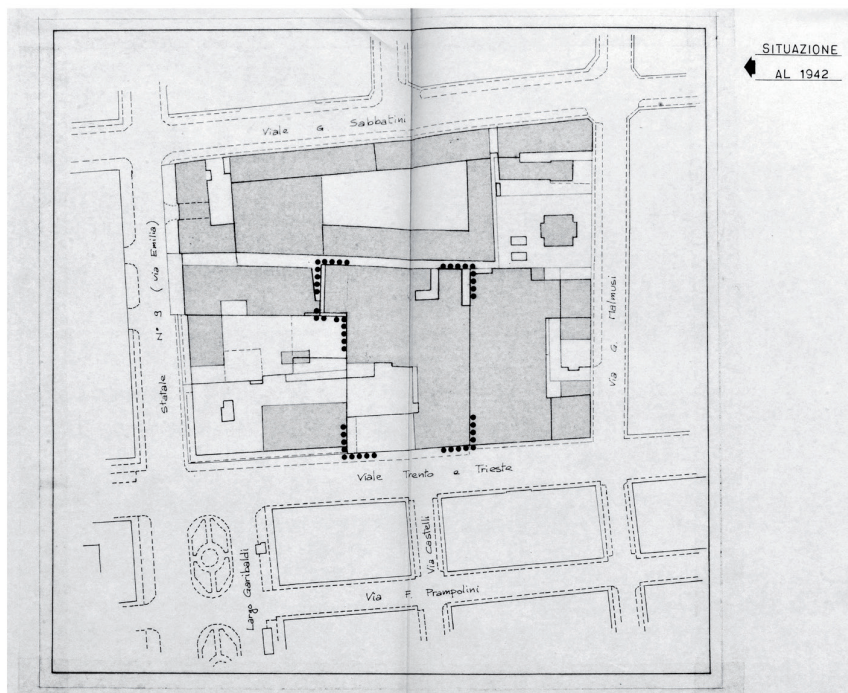 SITUAZIONE
AL 1942
Viale G Sabbatini
Statale N° 9 (via Emilia)
Via G. Malmusi
Viale Trento e Trieste
Largo Garibaldi
Via Castelli
Via F. Prampolini